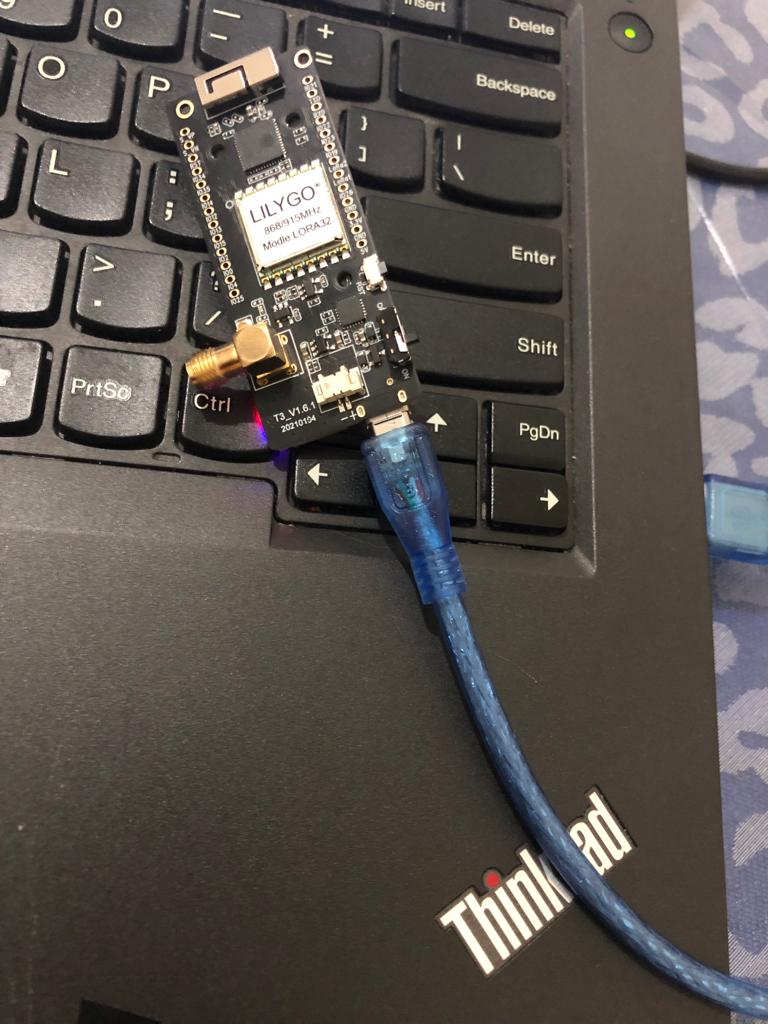 Insert
Delete
+
=
Backspace
O
P
}
]
|
\
L
:
;
Enter
>
.
/
Shift
PrtSc
Ctrl
PgDn
LILYGO®
868/915MHz
Modle LORA32
T3_V1.6.1
20210104
- +
ThinkPad